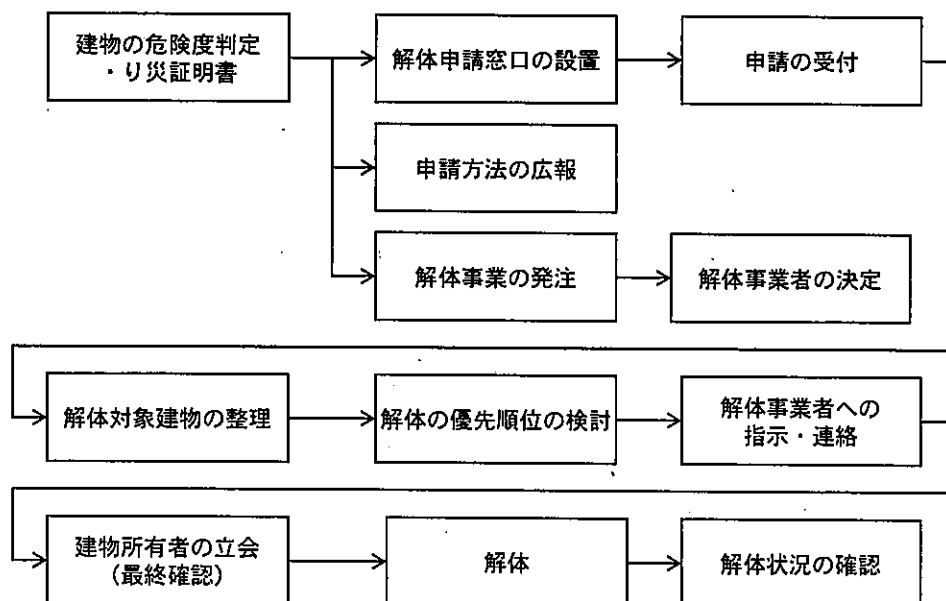 建物の危険度判定
・り災証明書
解体申請窓口の設置
申請の受付
申請方法の広報
解体事業の発注
解体事業者の決定
解体対象建物の整理
解体の優先順位の検討
解体事業者への
指示・連絡
建物所有者の立会
（最終確認）
解体
解体状況の確認